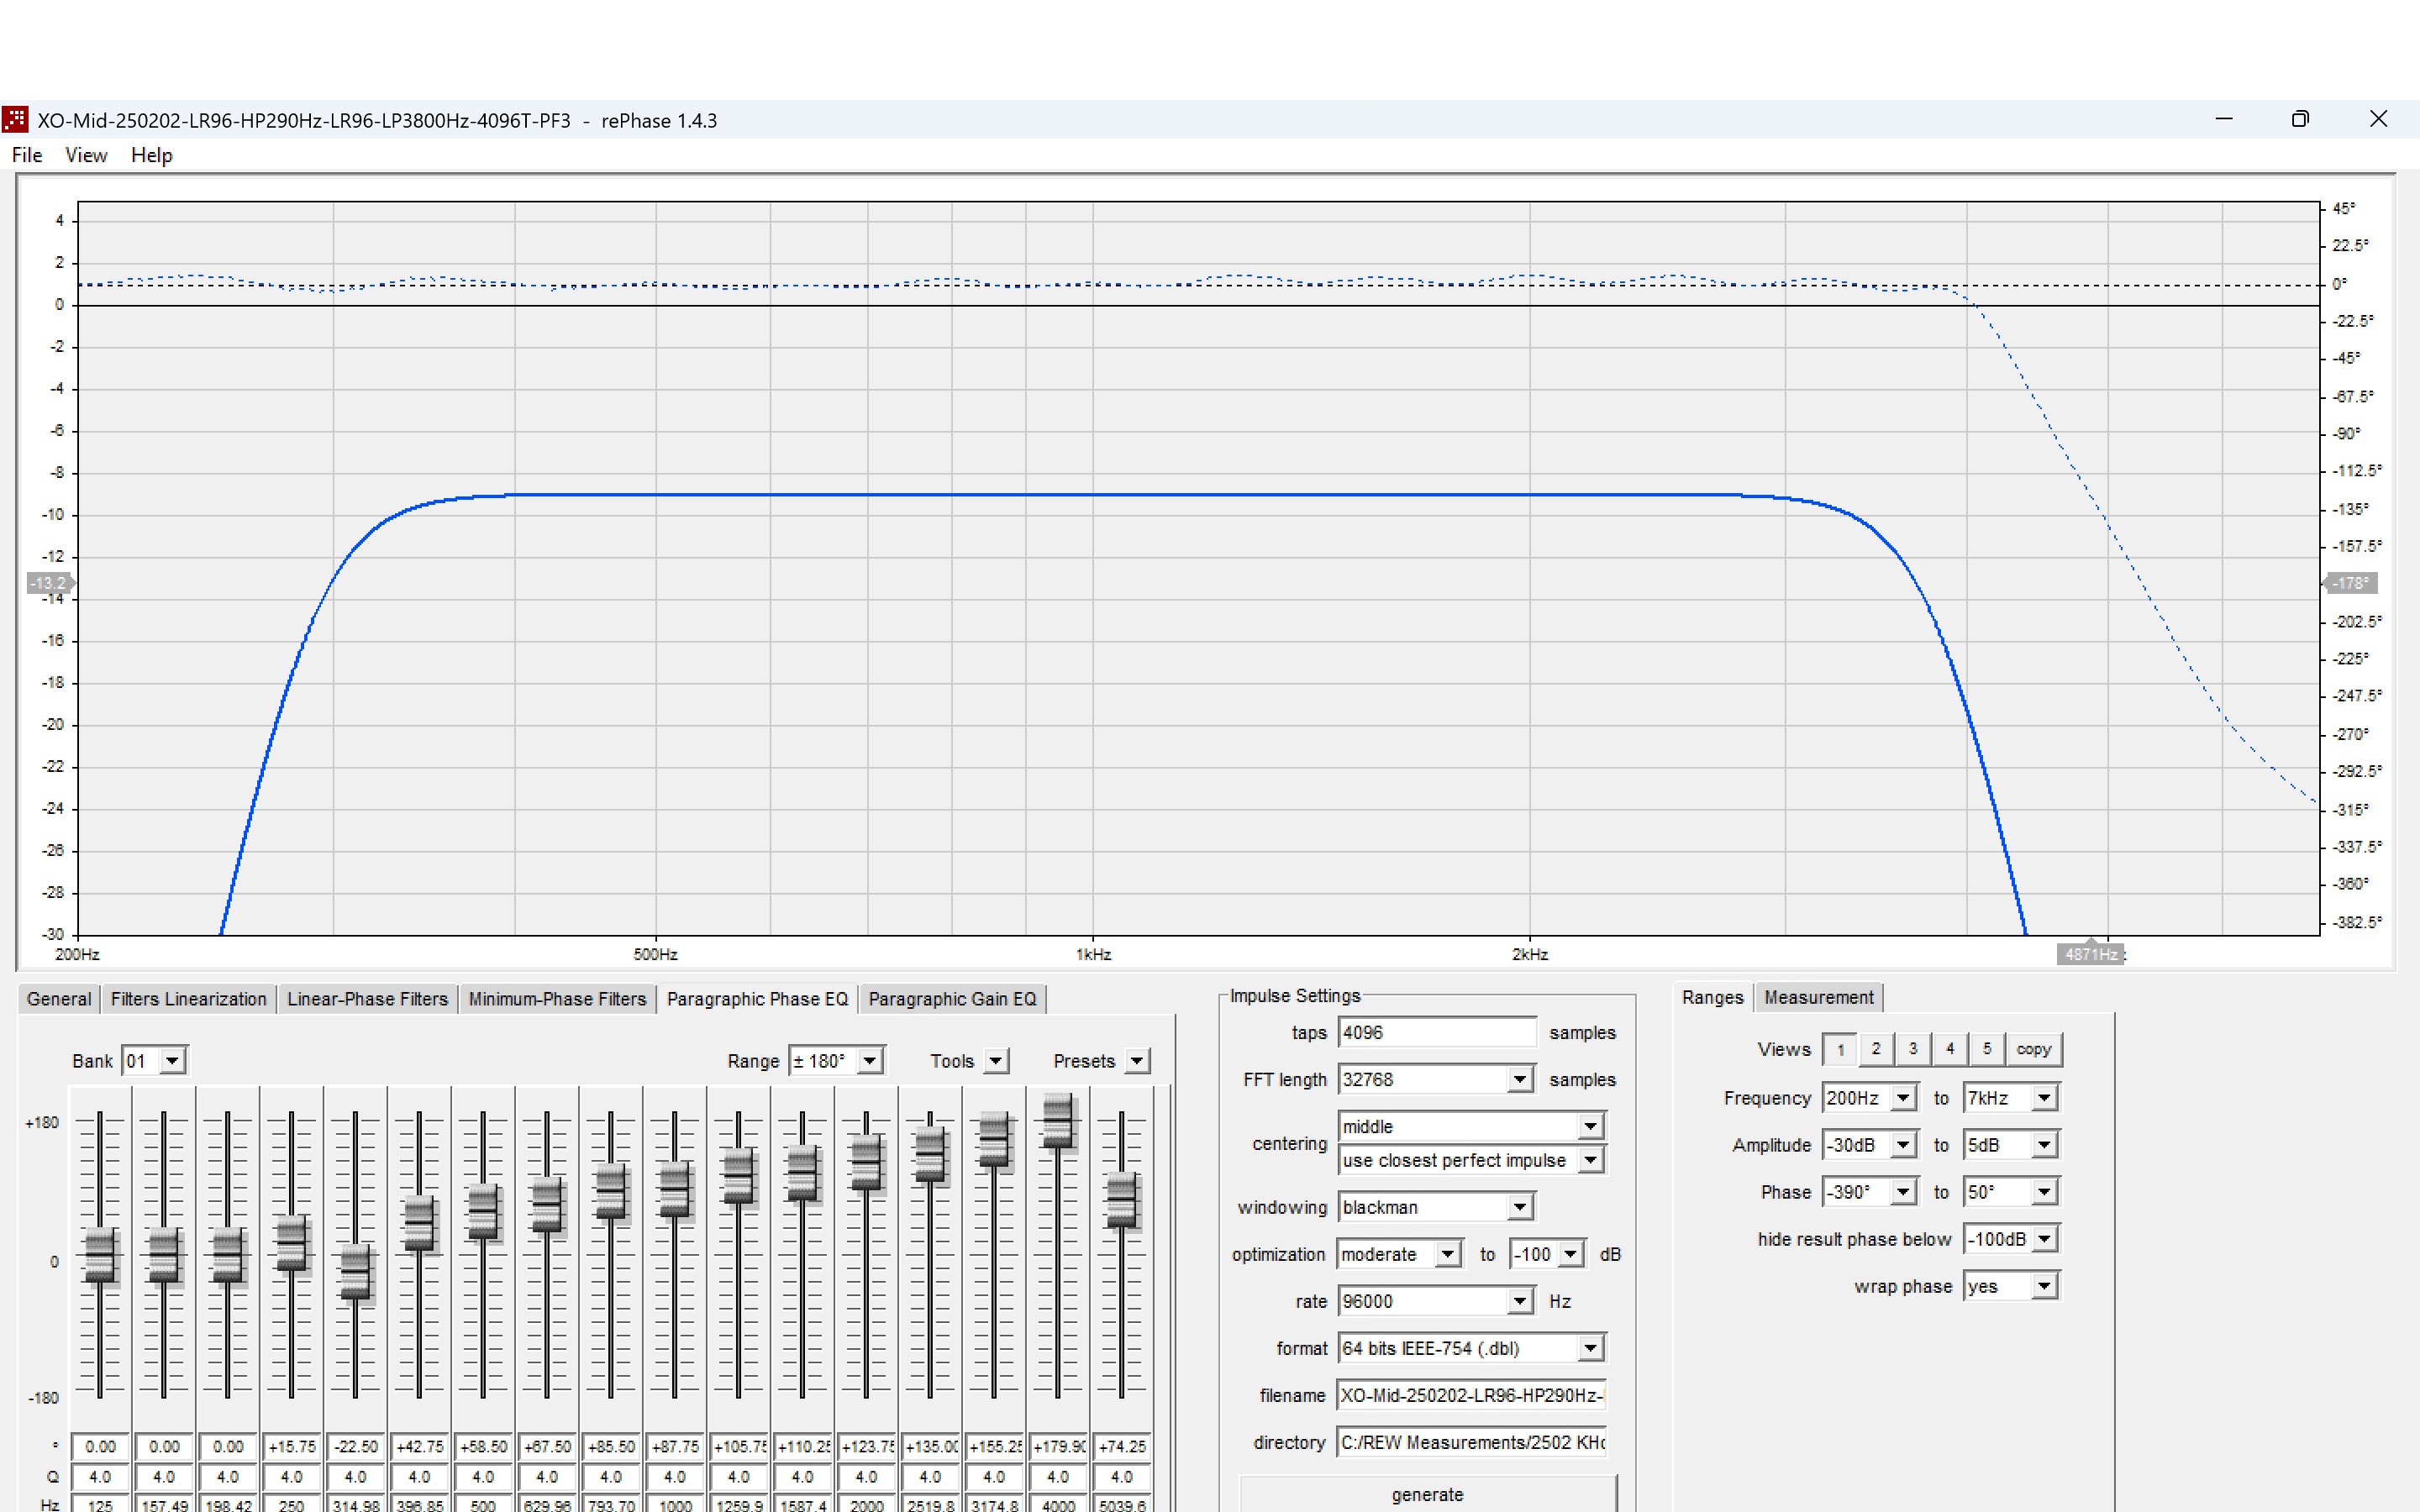 XO-Mid-250202-LR96-HP290Hz-LR96-LP3800Hz-4096T-PF3 - rePhase 1.4.3
File View Help
4 45°
2 22.5°
0 0°
-2 -22.5°
-4 -45°
-6 -67.5°
-8 -90°
-10 -112.5°
-12 -135°
-13.2 -157.5°
-14 -178°
-16 -202.5°
-18 -225°
-20 -247.5°
-22 -270°
-24 -292.5°
-26 -315°
-28 -337.5°
-30 -360°
-382.5°
200Hz 500Hz 1kHz 2kHz 4871Hz
General Filters Linearization Linear-Phase Filters Minimum-Phase Filters Paragraphic Phase EQ Paragraphic Gain EQ
Bank 01 Range ± 180° Tools Presets
+180
0
-180
° 0.00 0.00 0.00 +15.75 -22.50 +42.75 +58.50 +67.50 +85.50 +87.75 +105.75 +110.25 +123.75 +135.00 +155.25 +179.90 +74.25
Q 4.0 4.0 4.0 4.0 4.0 4.0 4.0 4.0 4.0 4.0 4.0 4.0 4.0 4.0 4.0 4.0 4.0
Hz 125 157.49 198.42 250 314.98 396.85 500 629.96 793.70 1000 1259.9 1587.4 2000 2519.8 3174.8 4000 5039.6
Impulse Settings
taps 4096 samples
FFT length 32768 samples
centering middle
use closest perfect impulse
windowing blackman
optimization moderate to -100 dB
rate 96000 Hz
format 64 bits IEEE-754 (.dbl)
filename XO-Mid-250202-LR96-HP290Hz-
directory C:/REW Measurements/2502 KHo
generate
Ranges Measurement
Views 1 2 3 4 5 copy
Frequency 200Hz to 7kHz
Amplitude -30dB to 5dB
Phase -390° to 50°
hide result phase below -100dB
wrap phase yes